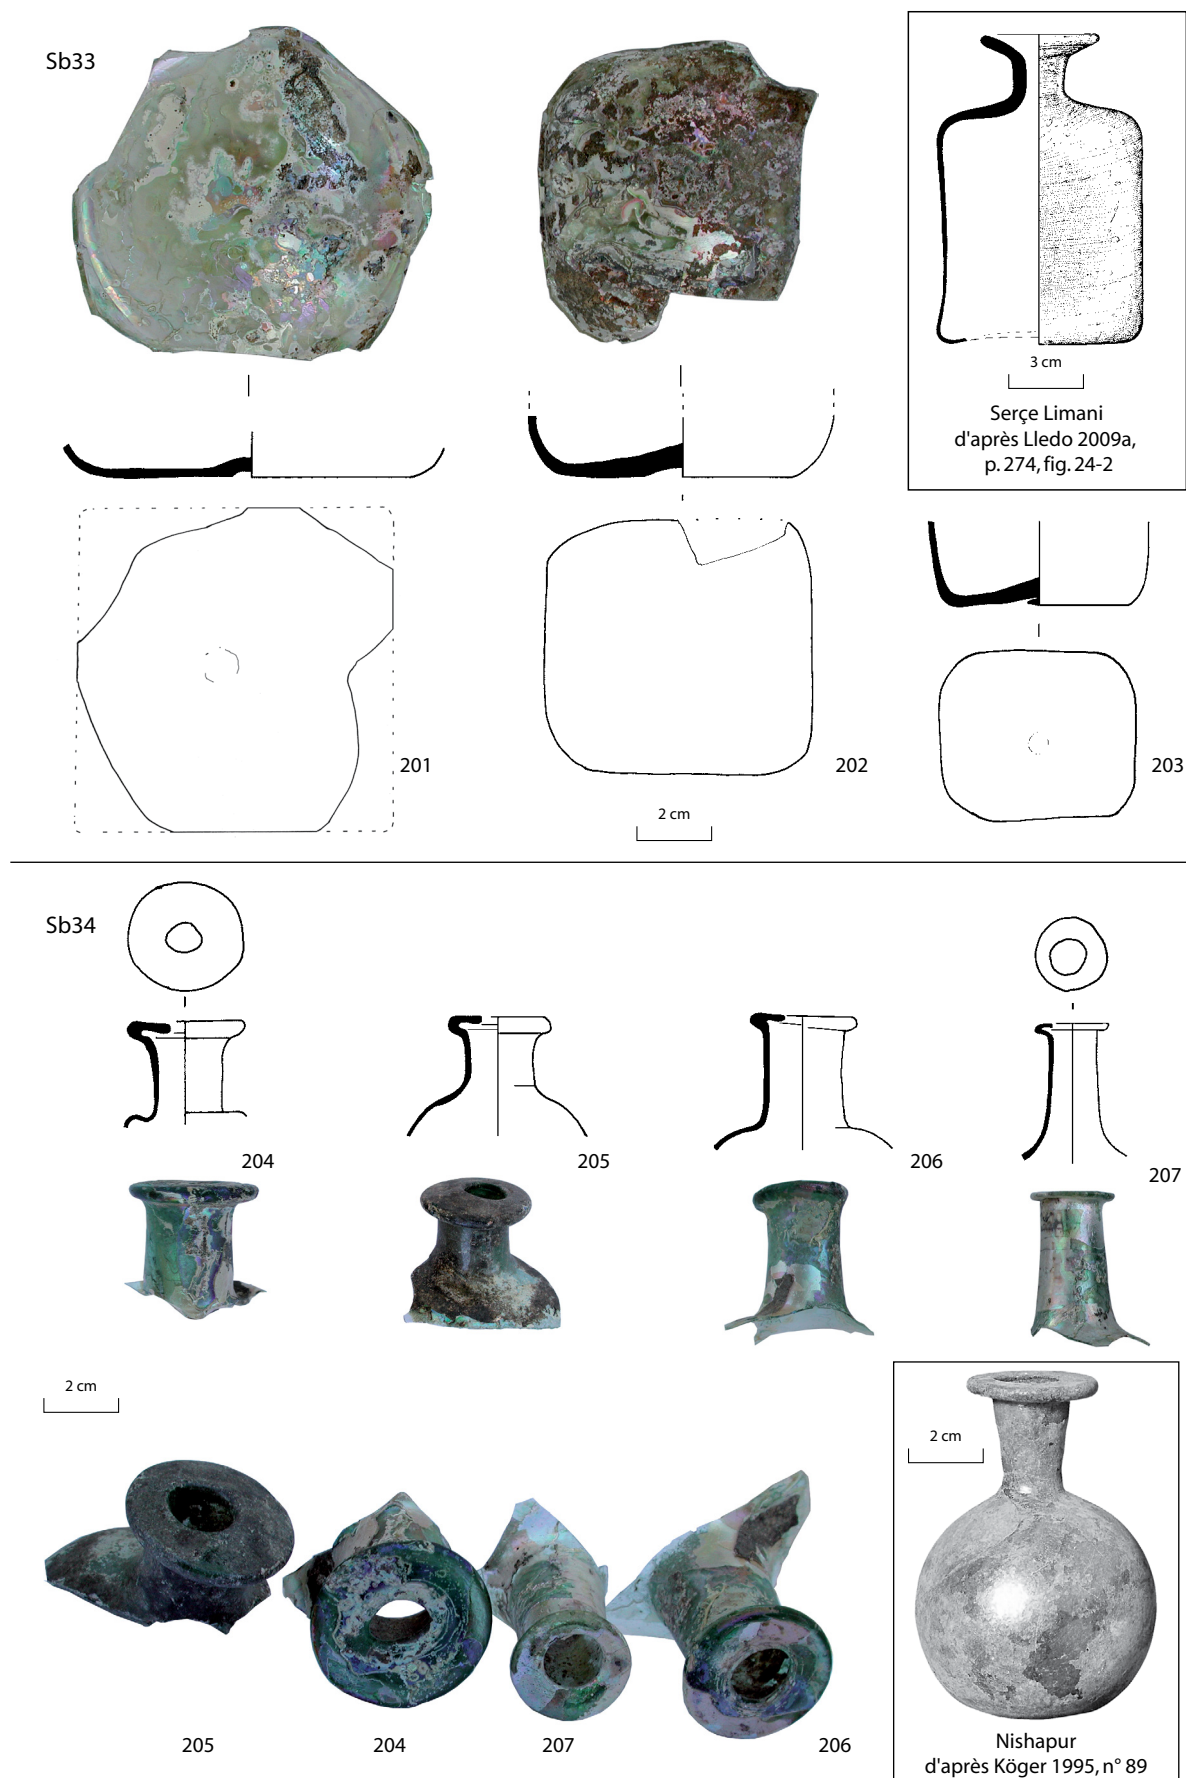 Sb33
3 cm
Serçe Limani
d'après Lledo 2009a,
p. 274, fig. 24-2
201
202
203
2 cm
Sb34
204
205
206
207
2 cm
2 cm
205
204
207
206
Nishapur
d'après Köger 1995, n° 89